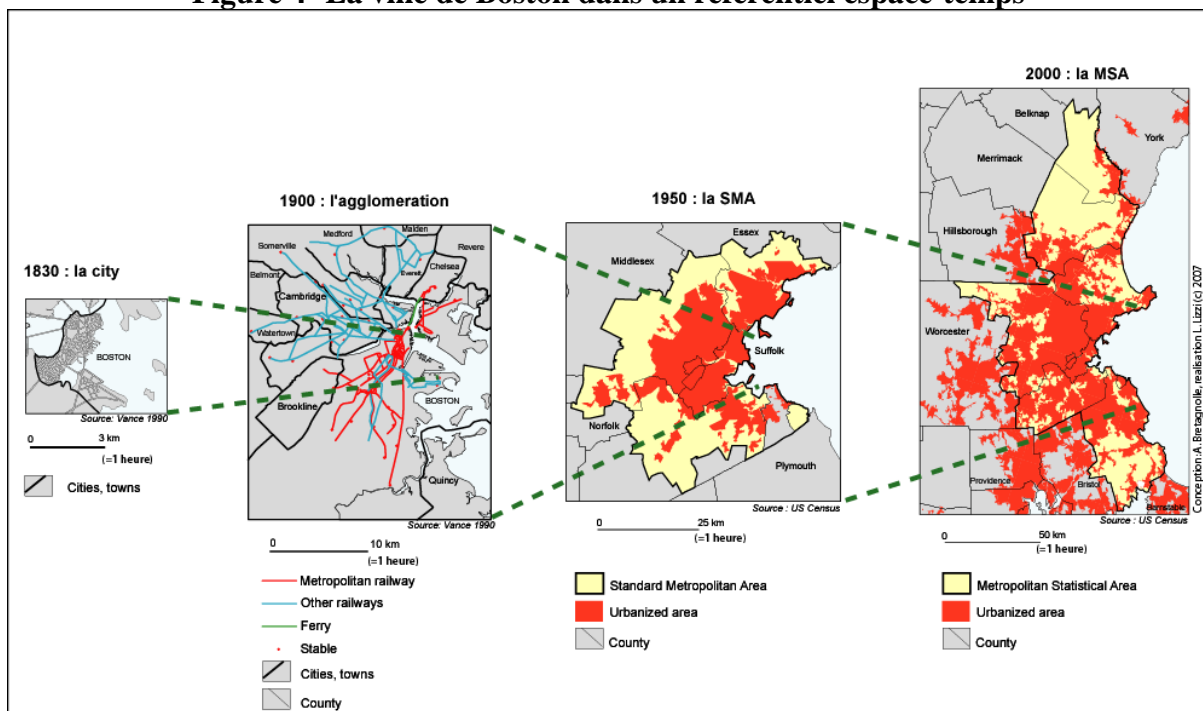 Figure 4- La ville de Boston dans un référentiel espace-temps
2000 : la MSA
Belknap
York
Merrimack
Hillsborough
Worcester
Providence
Bristo
Barnstable
Source : US Census
0 50 km
(=1 heure)
Metropolitan Statistical Area
Urbanized area
County
1950 : la SMA
Essex
Middlesex
Suffolk
Norfolk
Plymouth
Source : US Census
0 25 km
(=1 heure)
Standard Metropolitan Area
Urbanized area
County
1900 : l'agglomeration
Malden
Medford
Somerville
Revere
Everett
Chelsea
Belmont
Cambridge
Watertown
Brookline
BOSTON
Quincy
Source: Vance 1990
0 10 km
(=1 heure)
Metropolitan railway
Other railways
Ferry
Stable
Cities, towns
County
1830 : la city
BOSTON
Source: Vance 1990
0 3 km
(=1 heure)
Cities, towns
Conception:A.Bretagnolle, realisation L.Lizzi(c) 2007